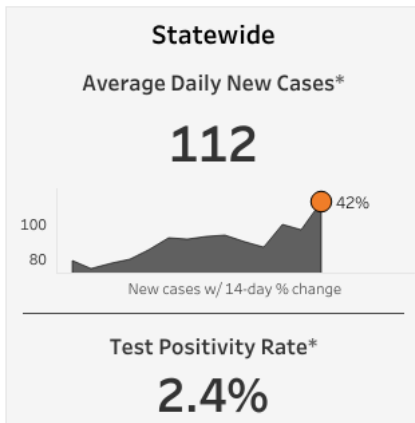 Statewide
Average Daily New Cases*
112
42%
100
80
New cases w/ 14-day % change
Test Positivity Rate*
2.4%